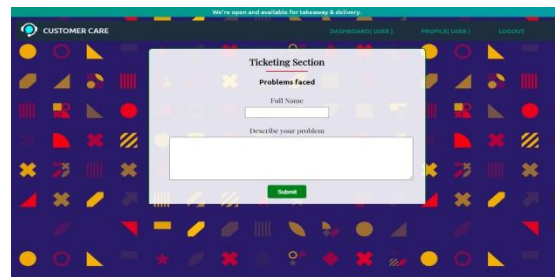 We're open and available for takeaway & delivery.
CUSTOMER CARE
DASHBOARD( USER )
PROFILE( USER )
LOGOUT
Ticketing Section
Problems faced
Full Name
Describe your problem
Submit